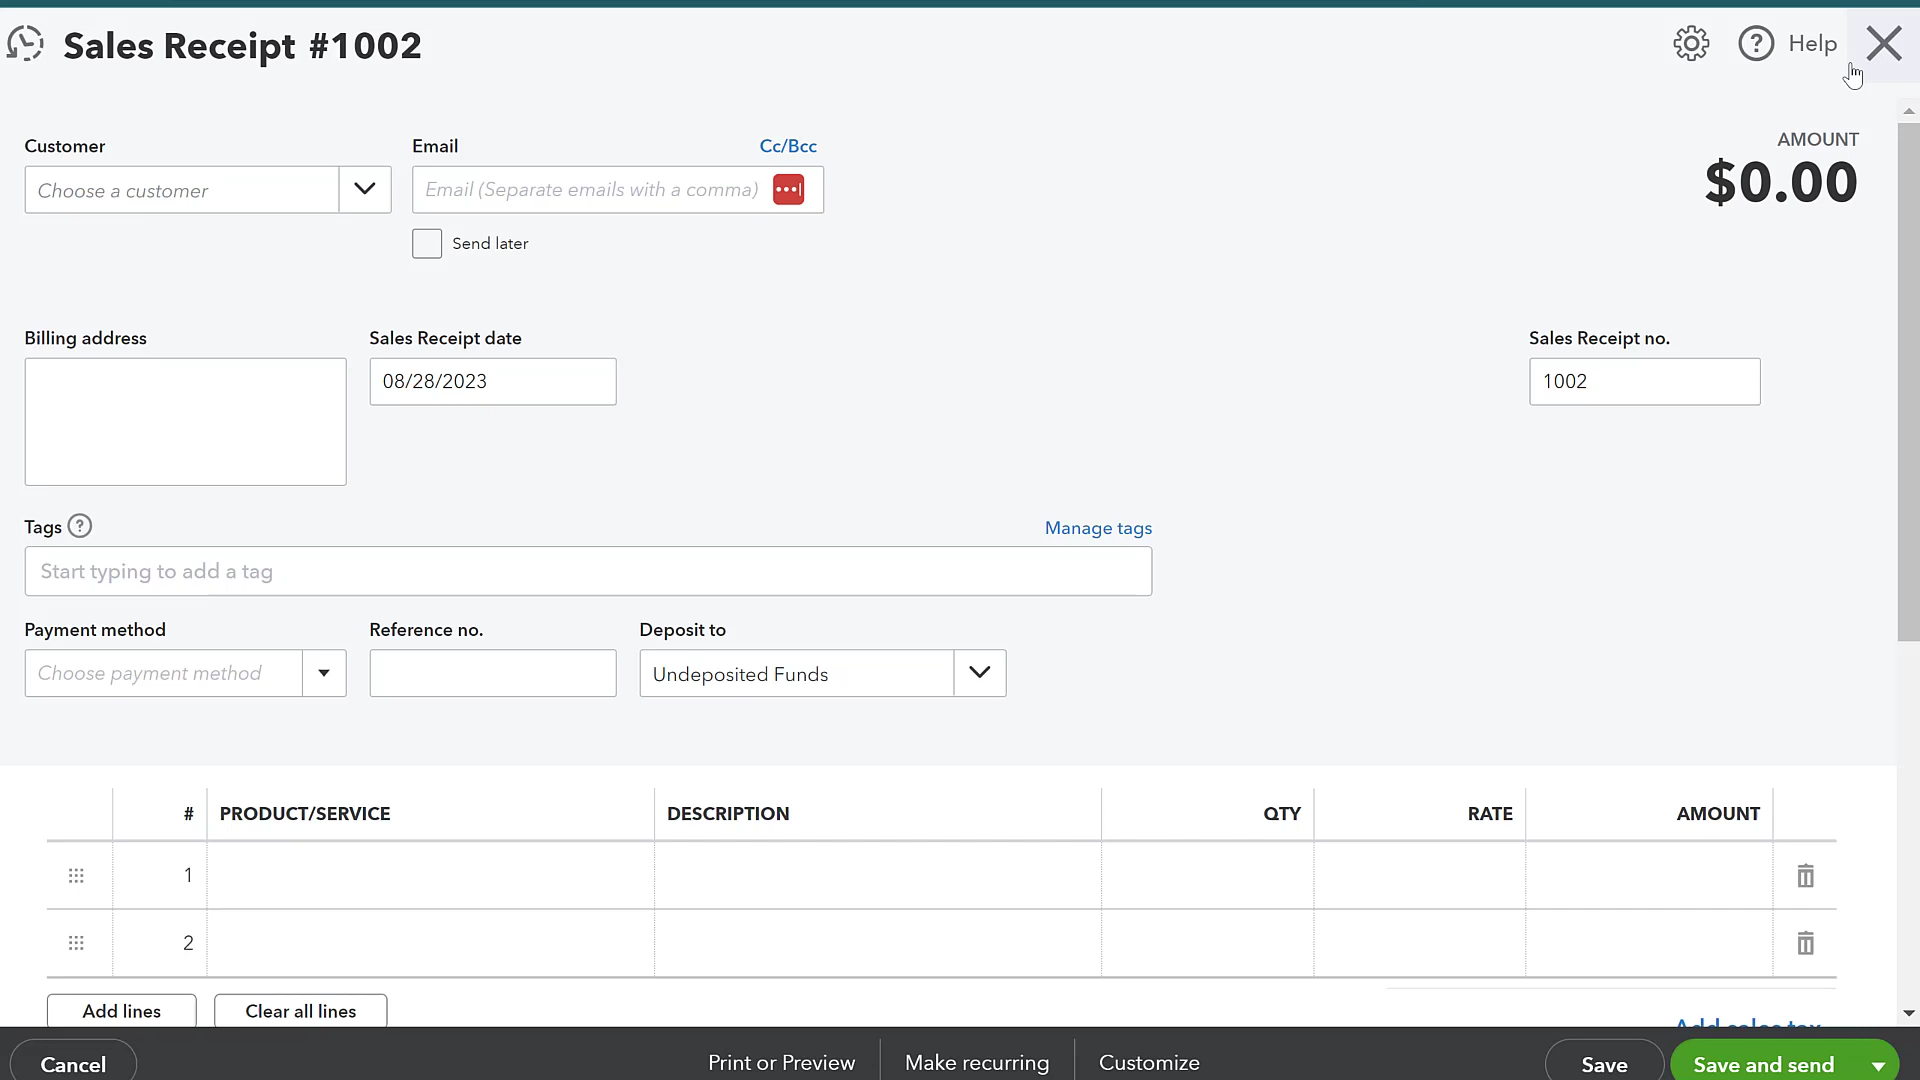 Sales Receipt #1002
Help
Customer
Email
Cc/Bcc
AMOUNT
$0.00
Choose a customer
Email (Separate emails with a comma)
Send later
Billing address
Sales Receipt date
Sales Receipt no.
08/28/2023
1002
Tags
Manage tags
Start typing to add a tag
Payment method
Reference no.
Deposit to
Choose payment method
Undeposited Funds
# PRODUCT/SERVICE DESCRIPTION QTY RATE AMOUNT
1
2
Add lines
Clear all lines
Add sales tax
Cancel
Print or Preview
Make recurring
Customize
Save
Save and send